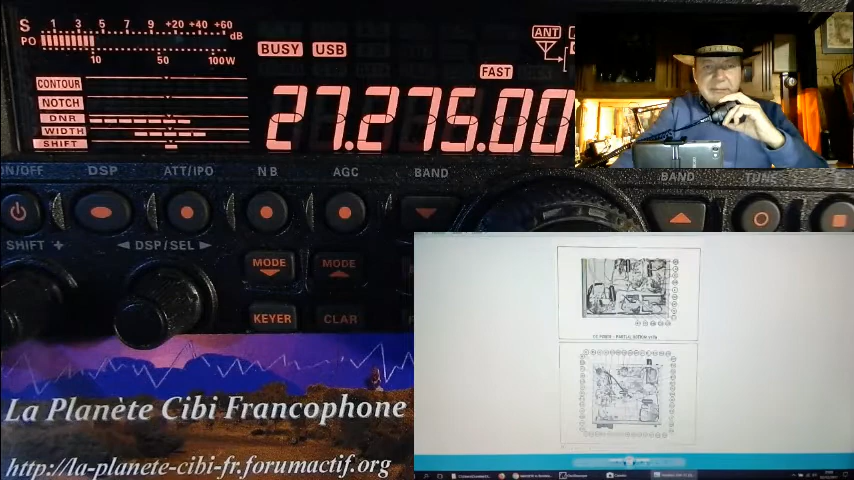 S 1 3 5 7 9 +20 +40 +60 dB
PO 10 50 100W
BUSY USB
ANT
FAST
CONTOUR
NOTCH
DNR
WIDTH
SHIFT
27.275.00
ON/OFF DSP ATT/IPO NB AGC BAND BAND TUNE
SHIFT + DSP/SEL
MODE MODE
KEYER CLAR
La Planète Cibi Francophone
http://la-planete-cibi-fr.forumactif.org